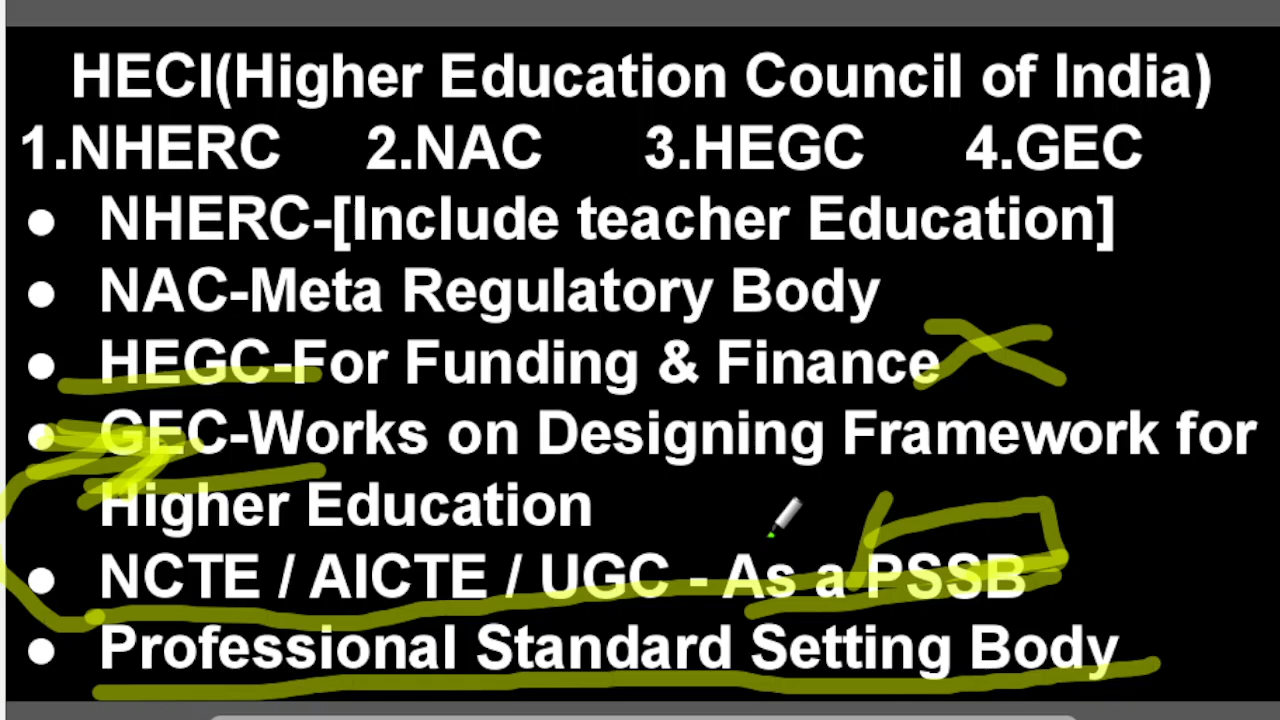 HECI(Higher Education Council of India)
1.NHERC 2.NAC 3.HEGC 4.GEC
● NHERC-[Include teacher Education]
● NAC-Meta Regulatory Body
● HEGC-For Funding & Finance
● GEC-Works on Designing Framework for
Higher Education
● NCTE / AICTE / UGC - As a PSSB
● Professional Standard Setting Body